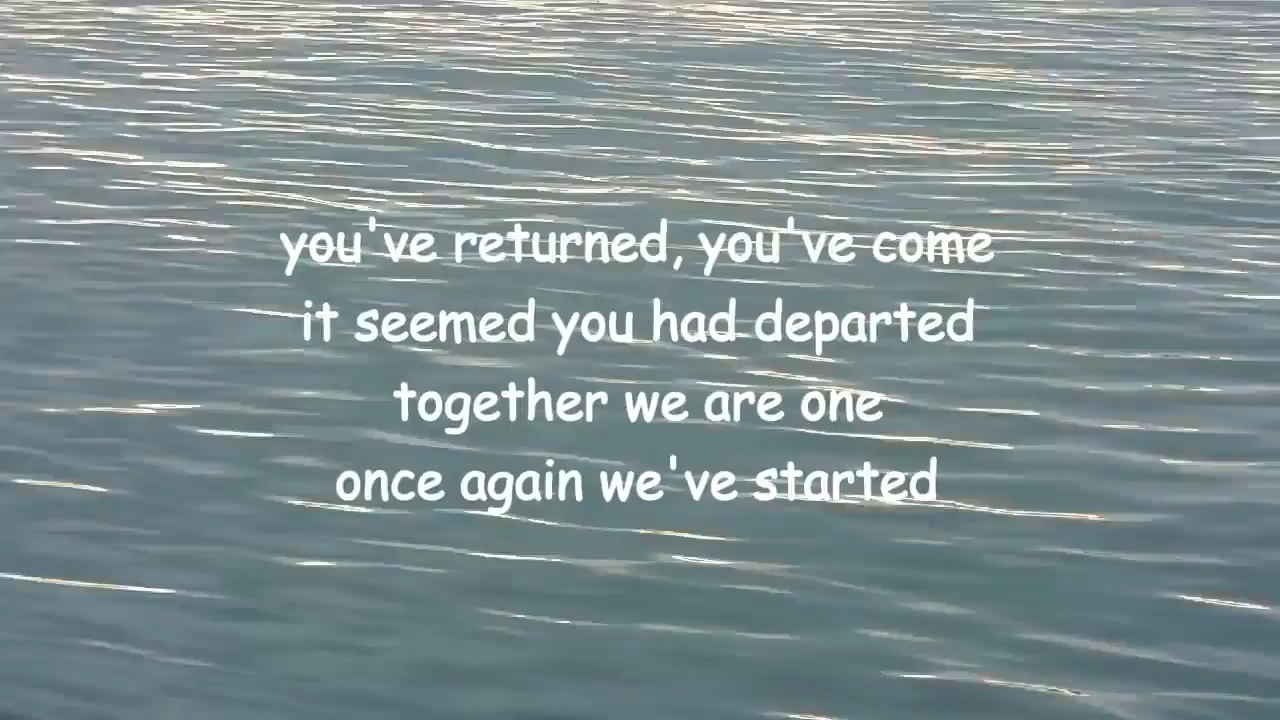 you've returned, you've come
it seemed you had departed
together we are one
once again we've started